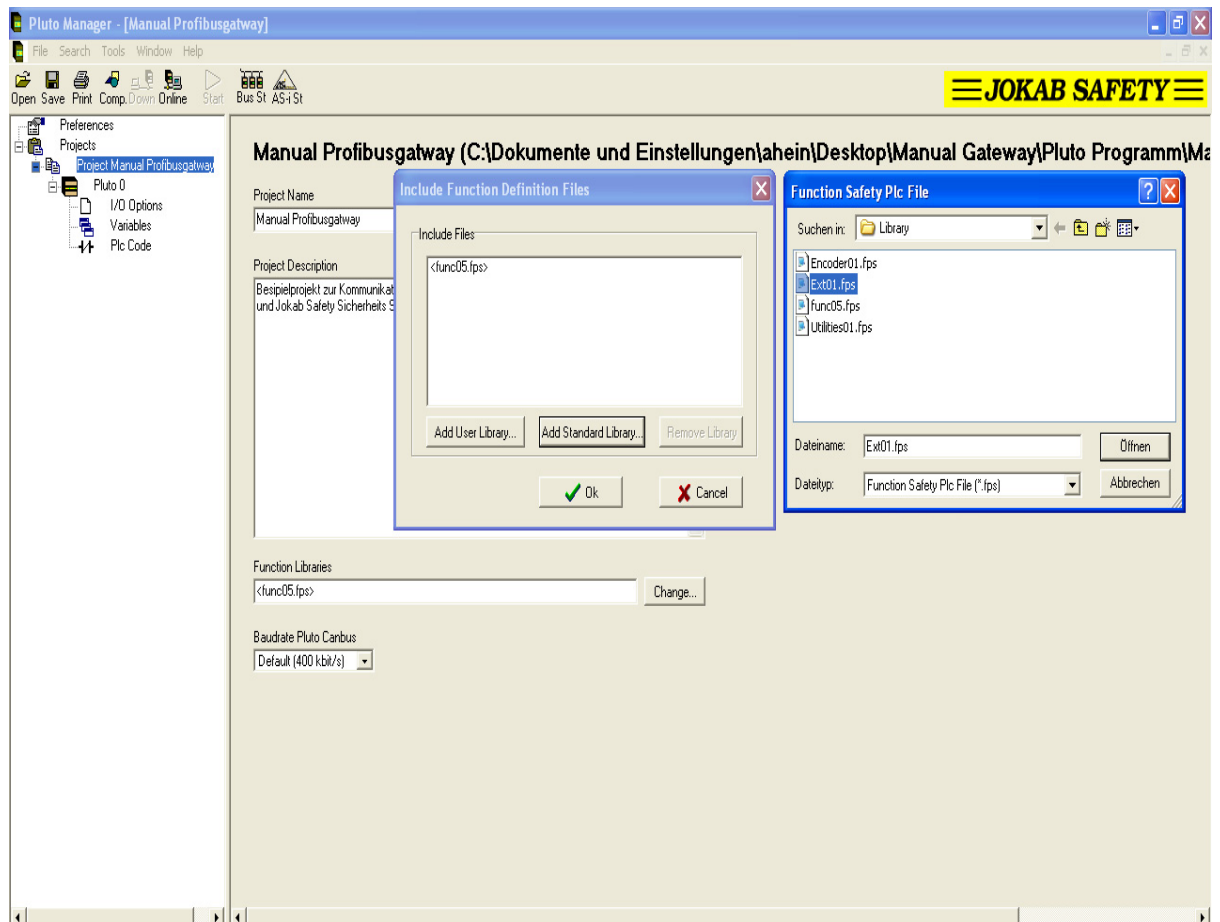 Pluto Manager - [Manual Profibusgatway]
File Search Tools Window Help
Open Save Print Comp. Down Online Start Bus St AS-i St
JOKAB SAFETY
Preferences
Projects
Project Manual Profibusgatway
Pluto 0
I/O Options
Variables
Plc Code
Manual Profibusgatway (C:\Dokumente und Einstellungen\ahein\Desktop\Manual Gateway\Pluto Programm\Ma
Project Name
Manual Profibusgatway
Project Description
Besipielprojekt zur Kommunikat
und Jokab Safety Sicherheits S
Include Function Definition Files
Include Files
<func05.fps>
Add User Library...
Add Standard Library...
Remove Library
Ok
Cancel
Function Safety Plc File
Suchen in:
Library
Encoder01.fps
Ext01.fps
func05.fps
Utilities01.fps
Dateiname:
Ext01.fps
Öffnen
Dateityp:
Function Safety Plc File (*.fps)
Abbrechen
Function Libraries
<func05.fps>
Change...
Baudrate Pluto Canbus
Default (400 kbit/s)